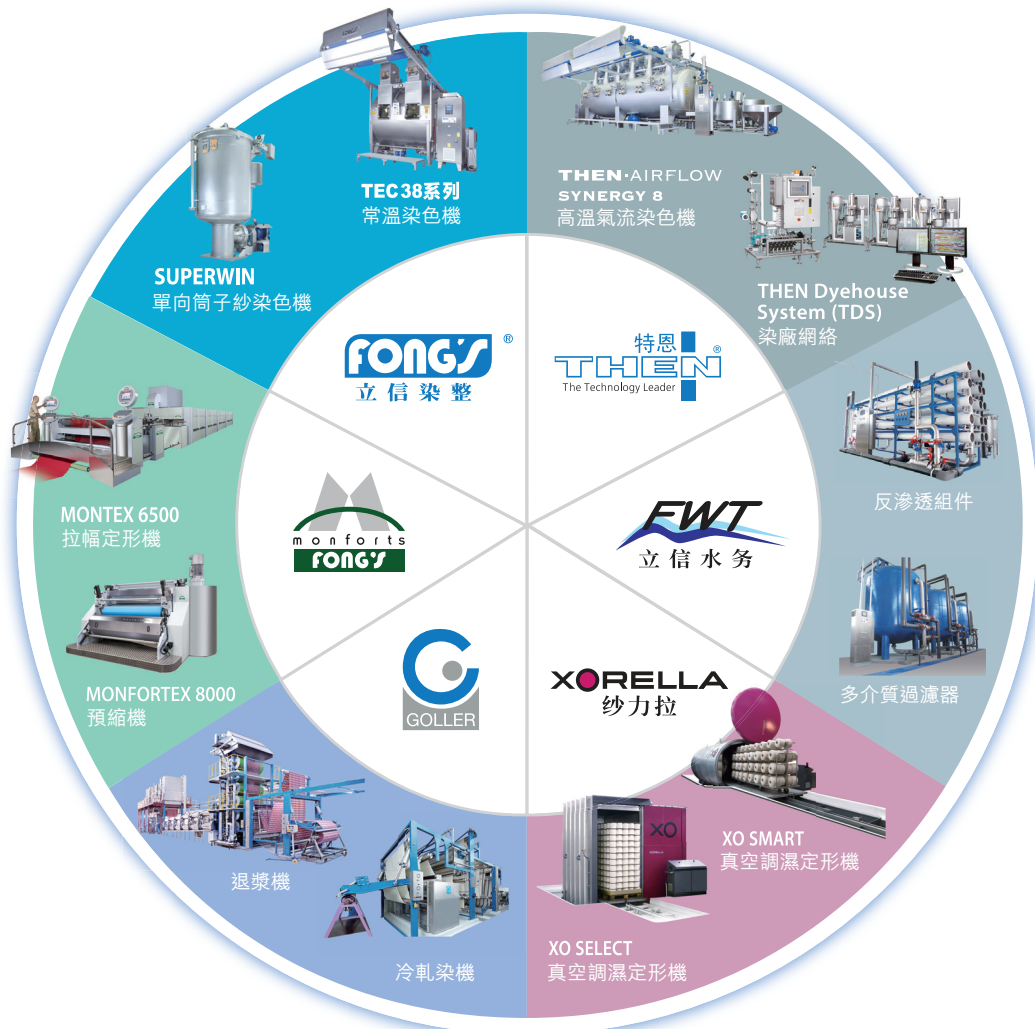 TEC38系列
常溫染色機
SUPERWIN
單向筒子紗染色機
THEN·AIRFLOW
SYNERGY 8
高溫氣流染色機
THEN Dyehouse
System (TDS)
染廠網絡
FONG'S®
立信染整
特恩
THEN®
The Technology Leader
反滲透組件
MONTEX 6500
拉幅定形機
monforts
FONG'S
FWT
立信水务
MONFORTEX 8000
預縮機
多介質過濾器
GOLLER
XORELLA
纱力拉
退漿機
冷軋染機
XO
XORELLA
XO SMART
真空調濕定形機
XO SELECT
真空調濕定形機